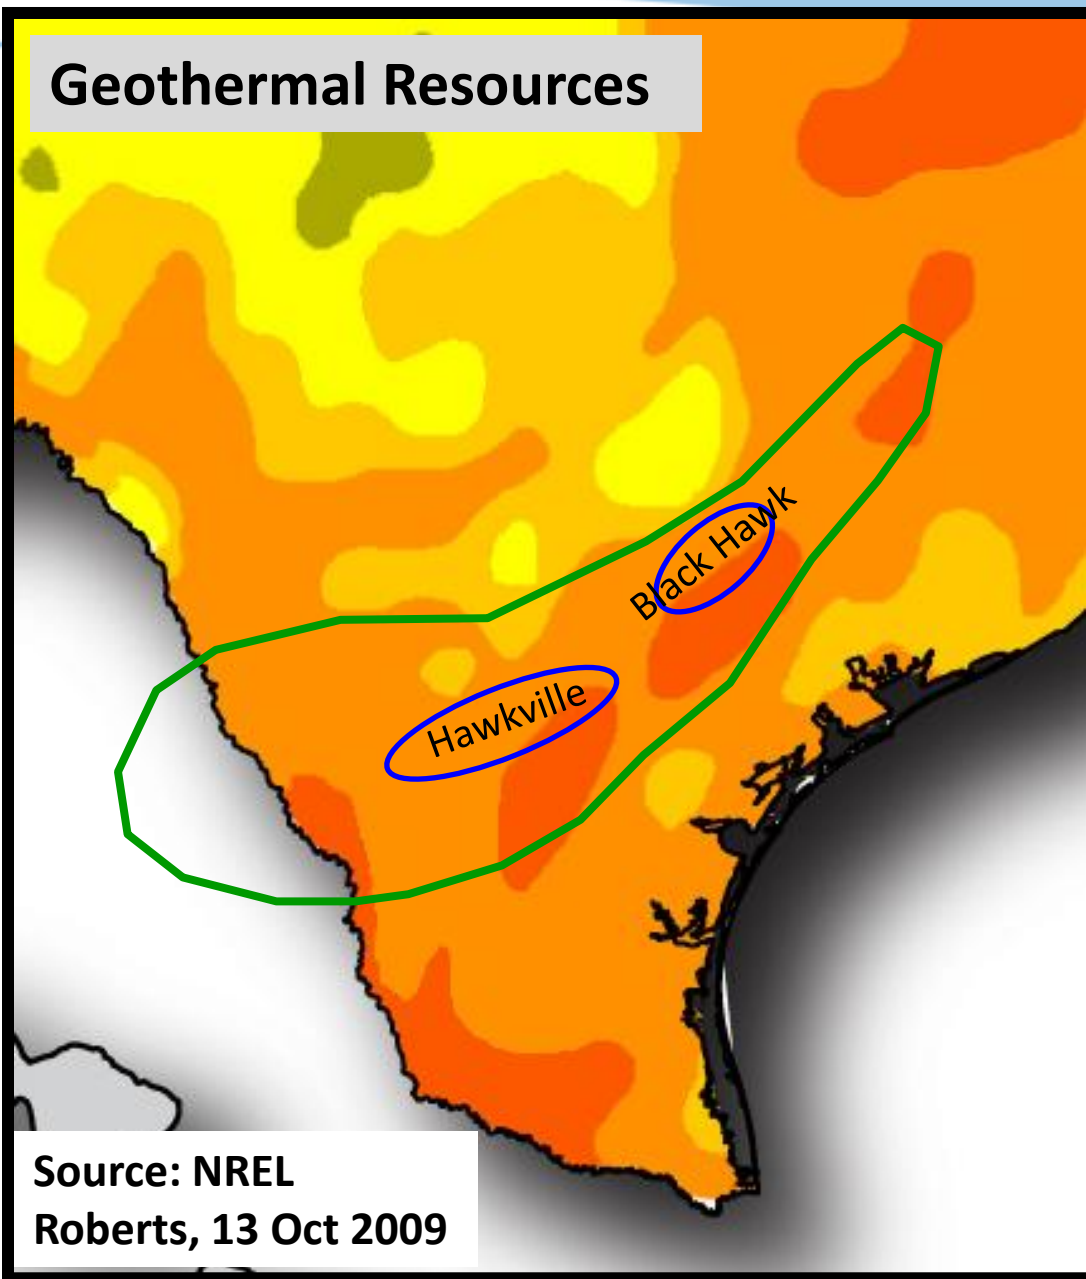 Geothermal Resources
Black Hawk
Hawkville
Source: NREL
Roberts, 13 Oct 2009